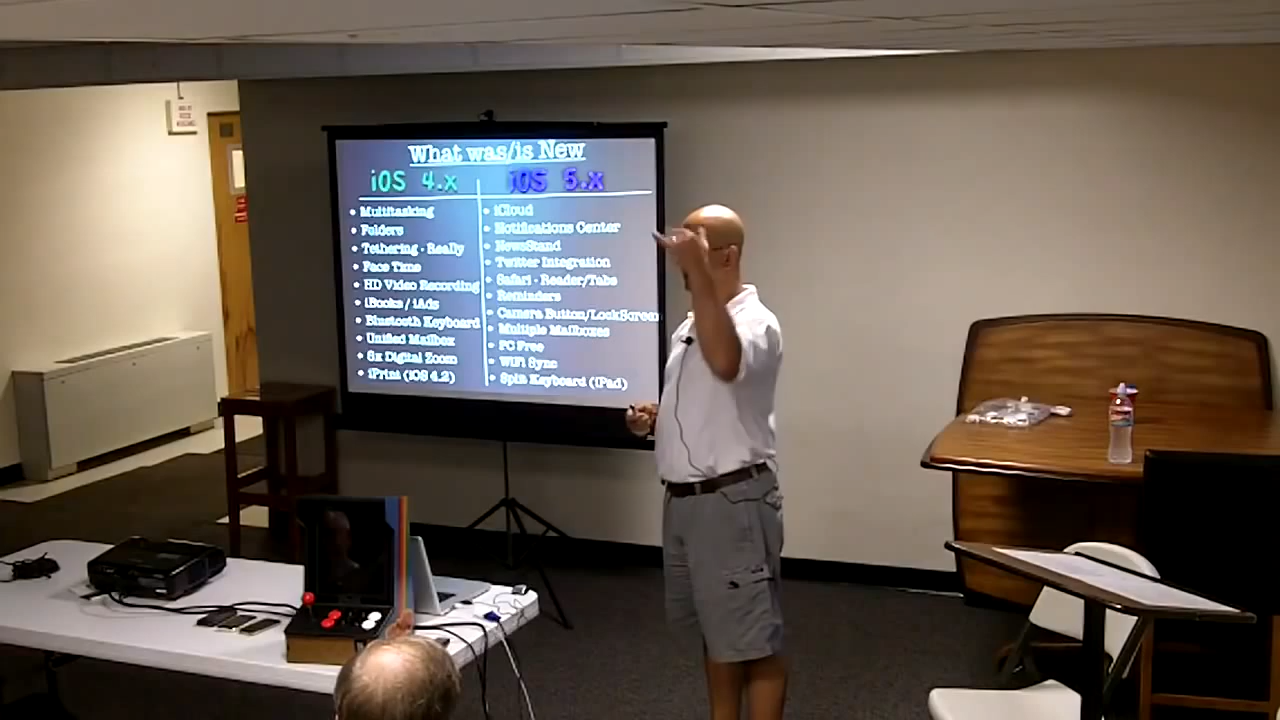 What was/is New
iOS 4.x
iOS 5.x
• Multitasking
• Folders
• Tethering - Really
• Face Time
• HD Video Recording
• iBooks / iAds
• Bluetooth Keyboard
• Unified Mailbox
• 5x Digital Zoom
• iPrint (iOS 4.2)
• iCloud
• Notifications Center
• NewsStand
• Twitter Integration
• Safari - Reader/Tabs
• Reminders
• Camera Button/LockScreen
• Multiple Mailboxes
• PC Free
• WiFi Sync
• Split Keyboard (iPad)